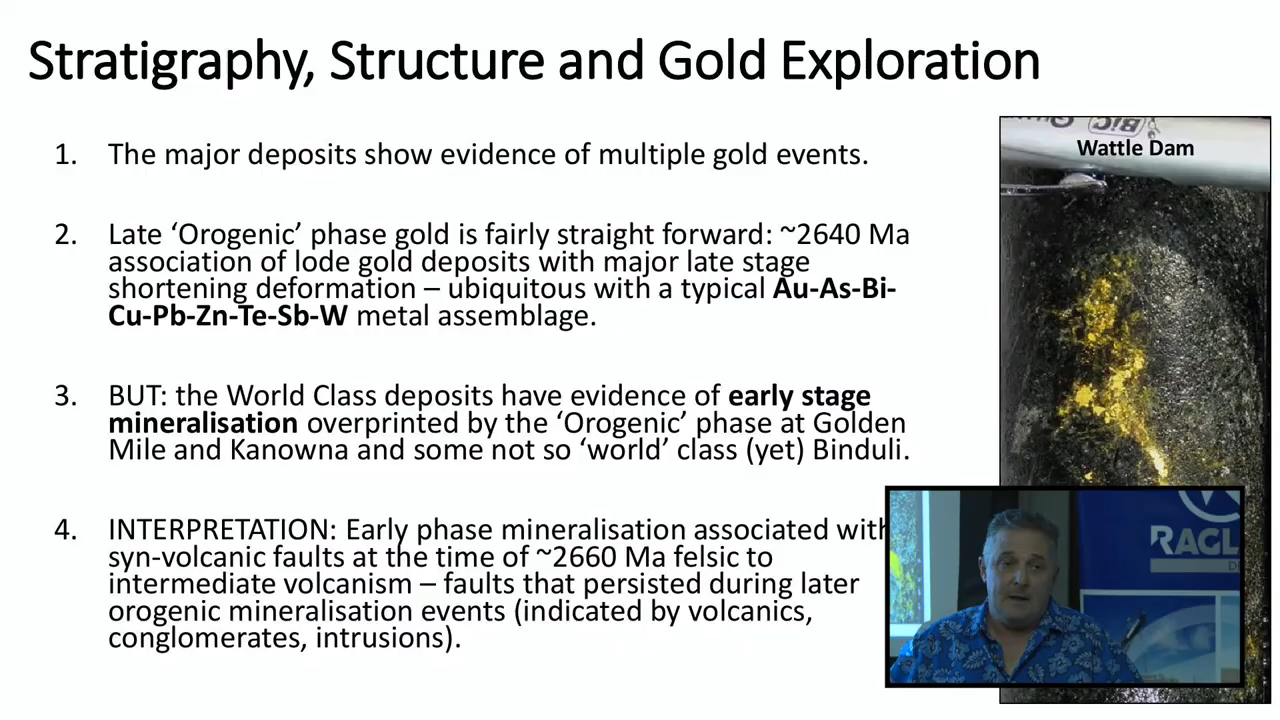 Stratigraphy, Structure and Gold Exploration
1. The major deposits show evidence of multiple gold events.
2. Late ‘Orogenic’ phase gold is fairly straight forward: ~2640 Ma
association of lode gold deposits with major late stage
shortening deformation – ubiquitous with a typical Au-As-Bi-
Cu-Pb-Zn-Te-Sb-W metal assemblage.
3. BUT: the World Class deposits have evidence of early stage
mineralisation overprinted by the ‘Orogenic’ phase at Golden
Mile and Kanowna and some not so ‘world’ class (yet) Binduli.
4. INTERPRETATION: Early phase mineralisation associated with
syn-volcanic faults at the time of ~2660 Ma felsic to
intermediate volcanism – faults that persisted during later
orogenic mineralisation events (indicated by volcanics,
conglomerates, intrusions).
BiC
Wattle Dam
RAGL